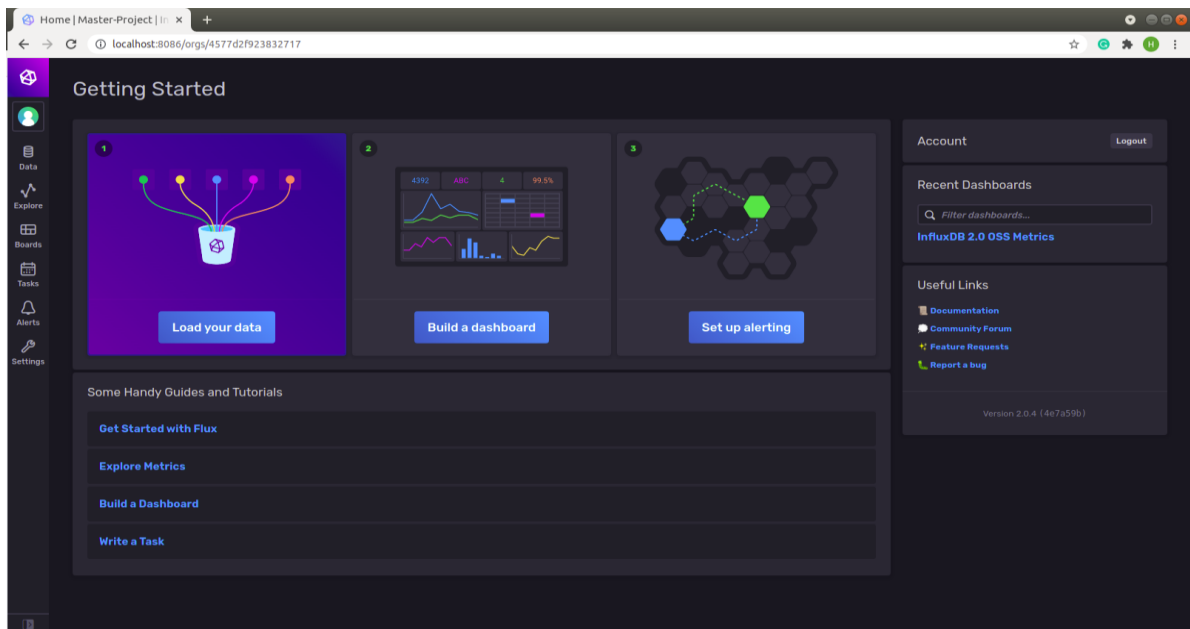 Home | Master-Project | In
localhost:8086/orgs/4577d2f923832717
H
Getting Started
Data
Explore
Boards
Tasks
Alerts
Settings
1
Load your data
2
4392 ABC 4 99.5%
Build a dashboard
3
Set up alerting
Some Handy Guides and Tutorials
Get Started with Flux
Explore Metrics
Build a Dashboard
Write a Task
Account
Logout
Recent Dashboards
Filter dashboards...
InfluxDB 2.0 OSS Metrics
Useful Links
Documentation
Community Forum
Feature Requests
Report a bug
Version 2.0.4 (4e7a59b)